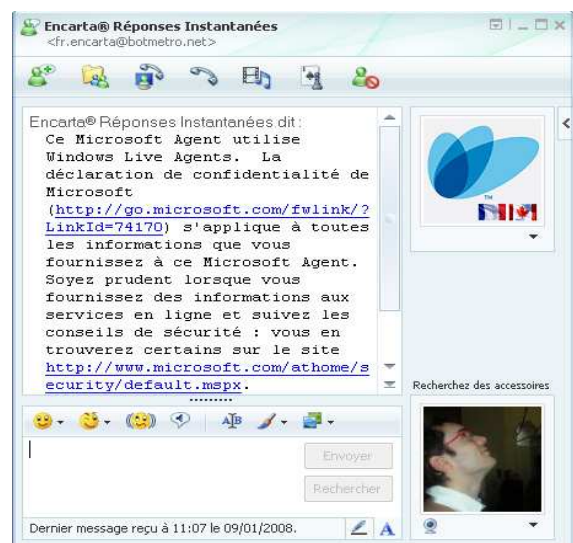 Encarta® Réponses Instantanées
<fr.encarta@botmetro.net>
Encarta® Réponses Instantanées dit :
Ce Microsoft Agent utilise
Windows Live Agents.  La
déclaration de confidentialité de
Microsoft
(http://go.microsoft.com/fwlink/?
LinkId=74170) s'applique à toutes
les informations que vous
fournissez à ce Microsoft Agent.
Soyez prudent lorsque vous
fournissez des informations aux
services en ligne et suivez les
conseils de sécurité : vous en
trouverez certains sur le site
http://www.microsoft.com/athome/s
ecurity/default.mspx.
Recherchez des accessoires
Envoyer
Rechercher
Dernier message reçu à 11:07 le 09/01/2008.